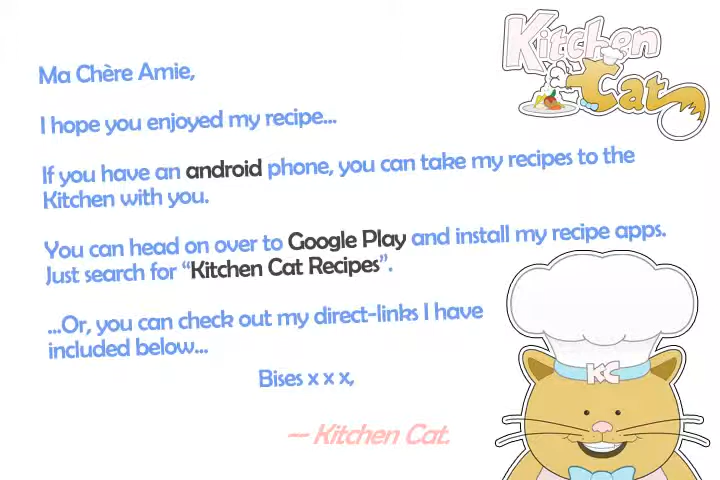 Kitchen
Cat
Ma Chère Amie,
I hope you enjoyed my recipe...
If you have an android phone, you can take my recipes to the
Kitchen with you.
You can head on over to Google Play and install my recipe apps.
Just search for “Kitchen Cat Recipes”.
...Or, you can check out my direct-links I have
included below...
Bises x x x,
— Kitchen Cat.
KC